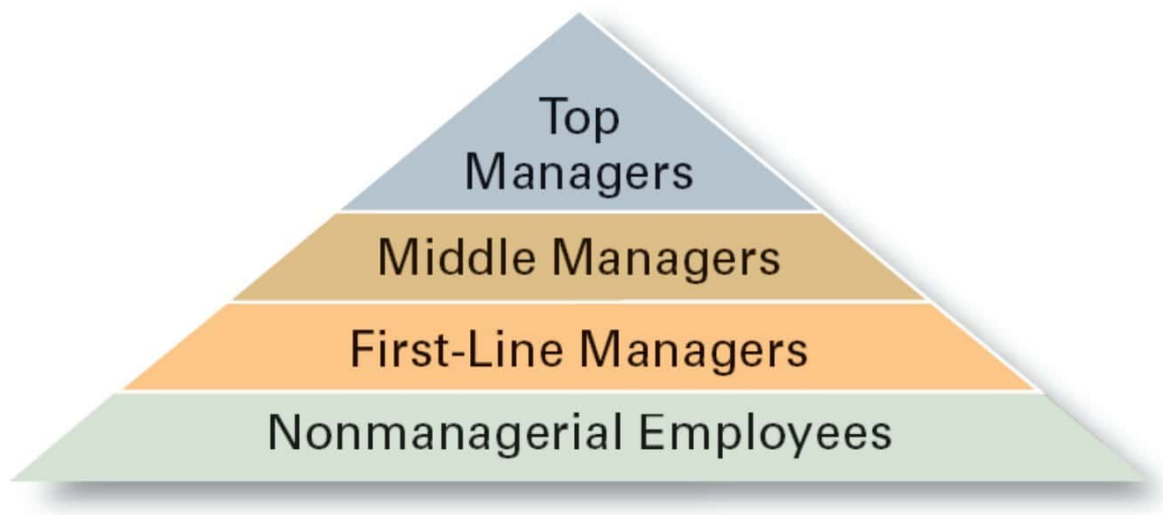 Top
Managers
Middle Managers
First-Line Managers
Nonmanagerial Employees